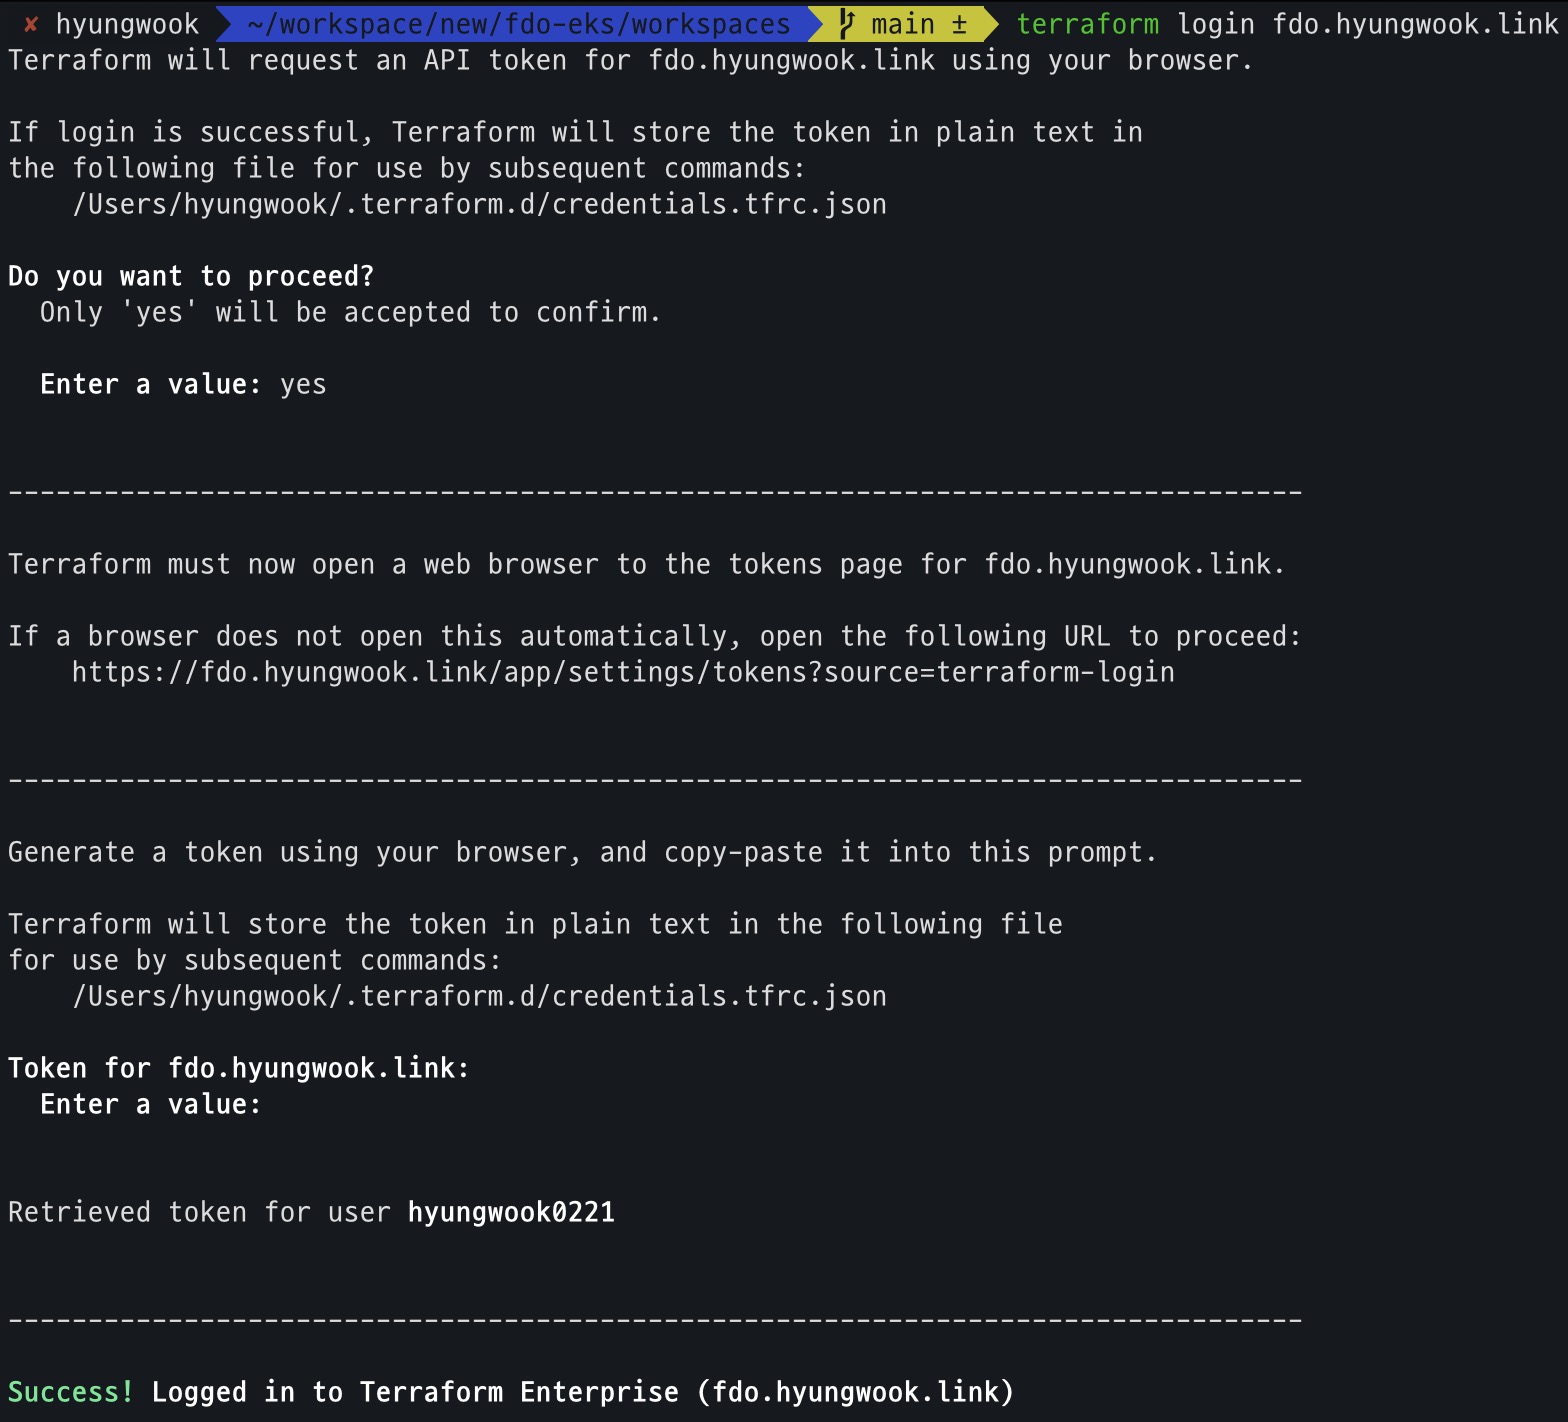 ✘ hyungwook ~/workspace/new/fdo-eks/workspaces main ± terraform login fdo.hyungwook.link
Terraform will request an API token for fdo.hyungwook.link using your browser.
If login is successful, Terraform will store the token in plain text in
the following file for use by subsequent commands:
/Users/hyungwook/.terraform.d/credentials.tfrc.json
Do you want to proceed?
Only 'yes' will be accepted to confirm.
Enter a value: yes
---------------------------------------------------------------------------------
Terraform must now open a web browser to the tokens page for fdo.hyungwook.link.
If a browser does not open this automatically, open the following URL to proceed:
https://fdo.hyungwook.link/app/settings/tokens?source=terraform-login
---------------------------------------------------------------------------------
Generate a token using your browser, and copy-paste it into this prompt.
Terraform will store the token in plain text in the following file
for use by subsequent commands:
/Users/hyungwook/.terraform.d/credentials.tfrc.json
Token for fdo.hyungwook.link:
Enter a value:
Retrieved token for user hyungwook0221
---------------------------------------------------------------------------------
Success! Logged in to Terraform Enterprise (fdo.hyungwook.link)